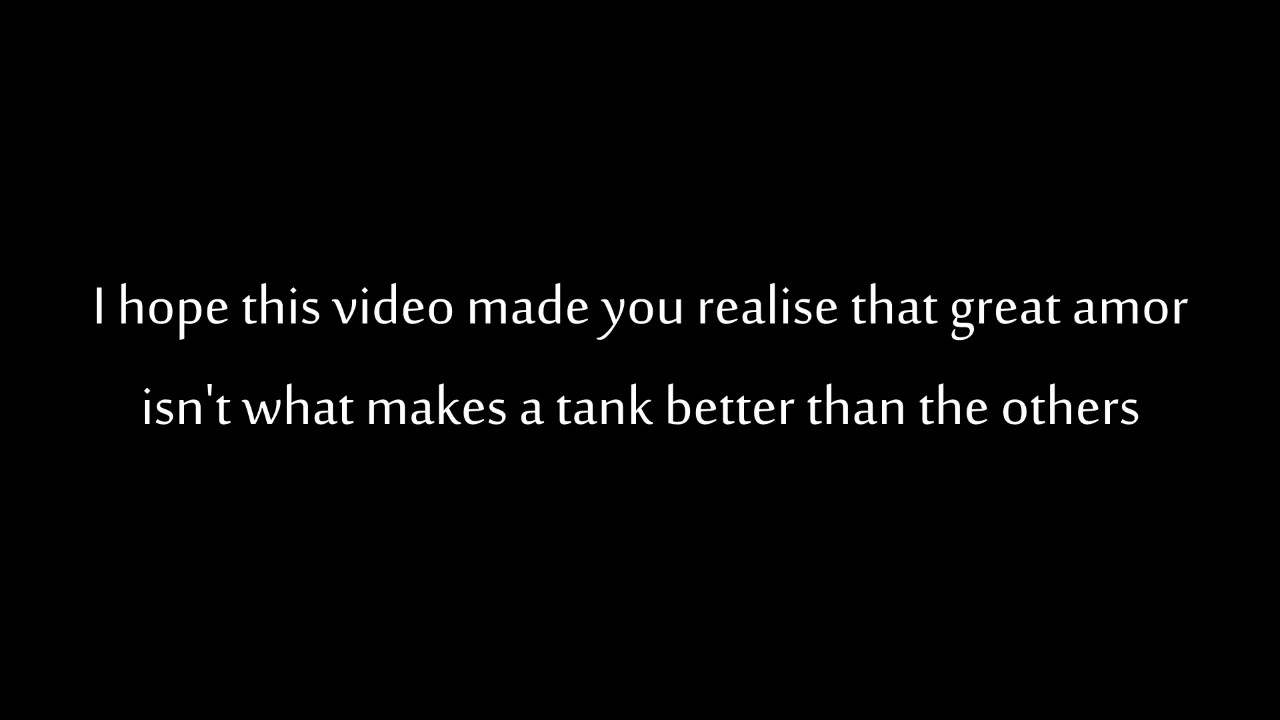 I hope this video made you realise that great amor
isn't what makes a tank better than the others